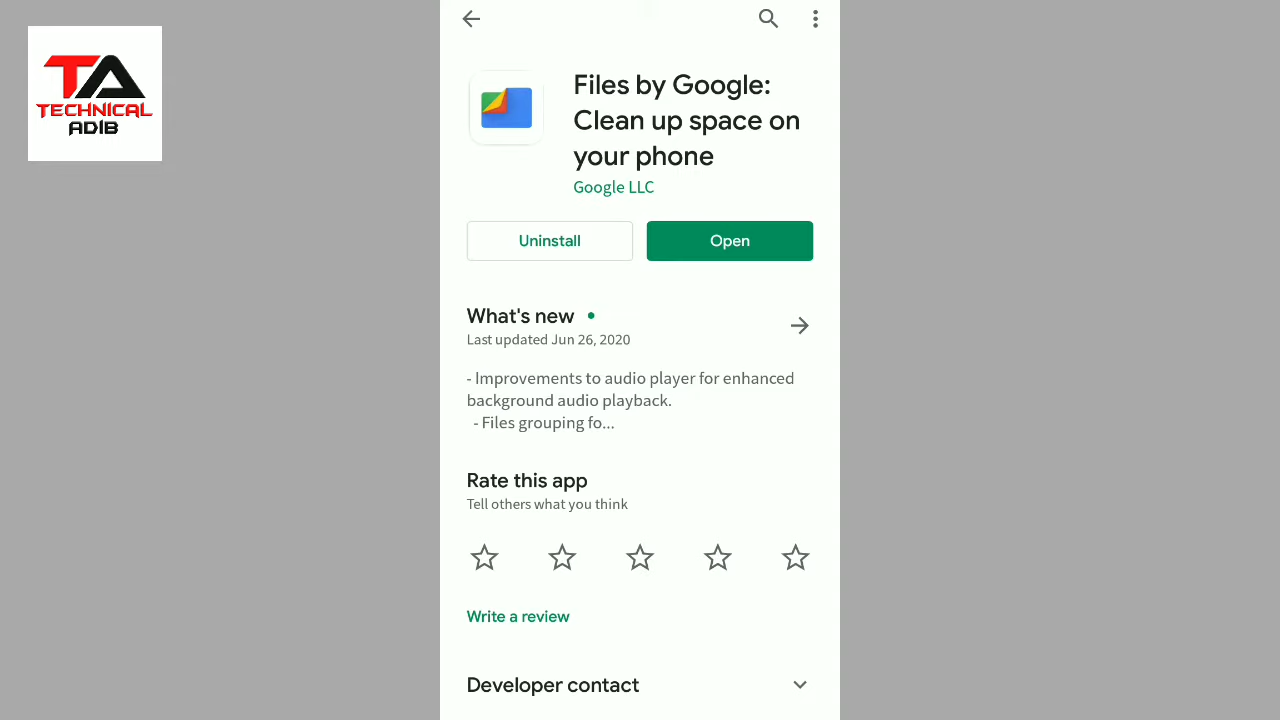 TA
TECHNICAL
ADIB
Files by Google:
Clean up space on
your phone
Google LLC
Uninstall
Open
What's new
Last updated Jun 26, 2020
- Improvements to audio player for enhanced
background audio playback.
- Files grouping fo...
Rate this app
Tell others what you think
Write a review
Developer contact